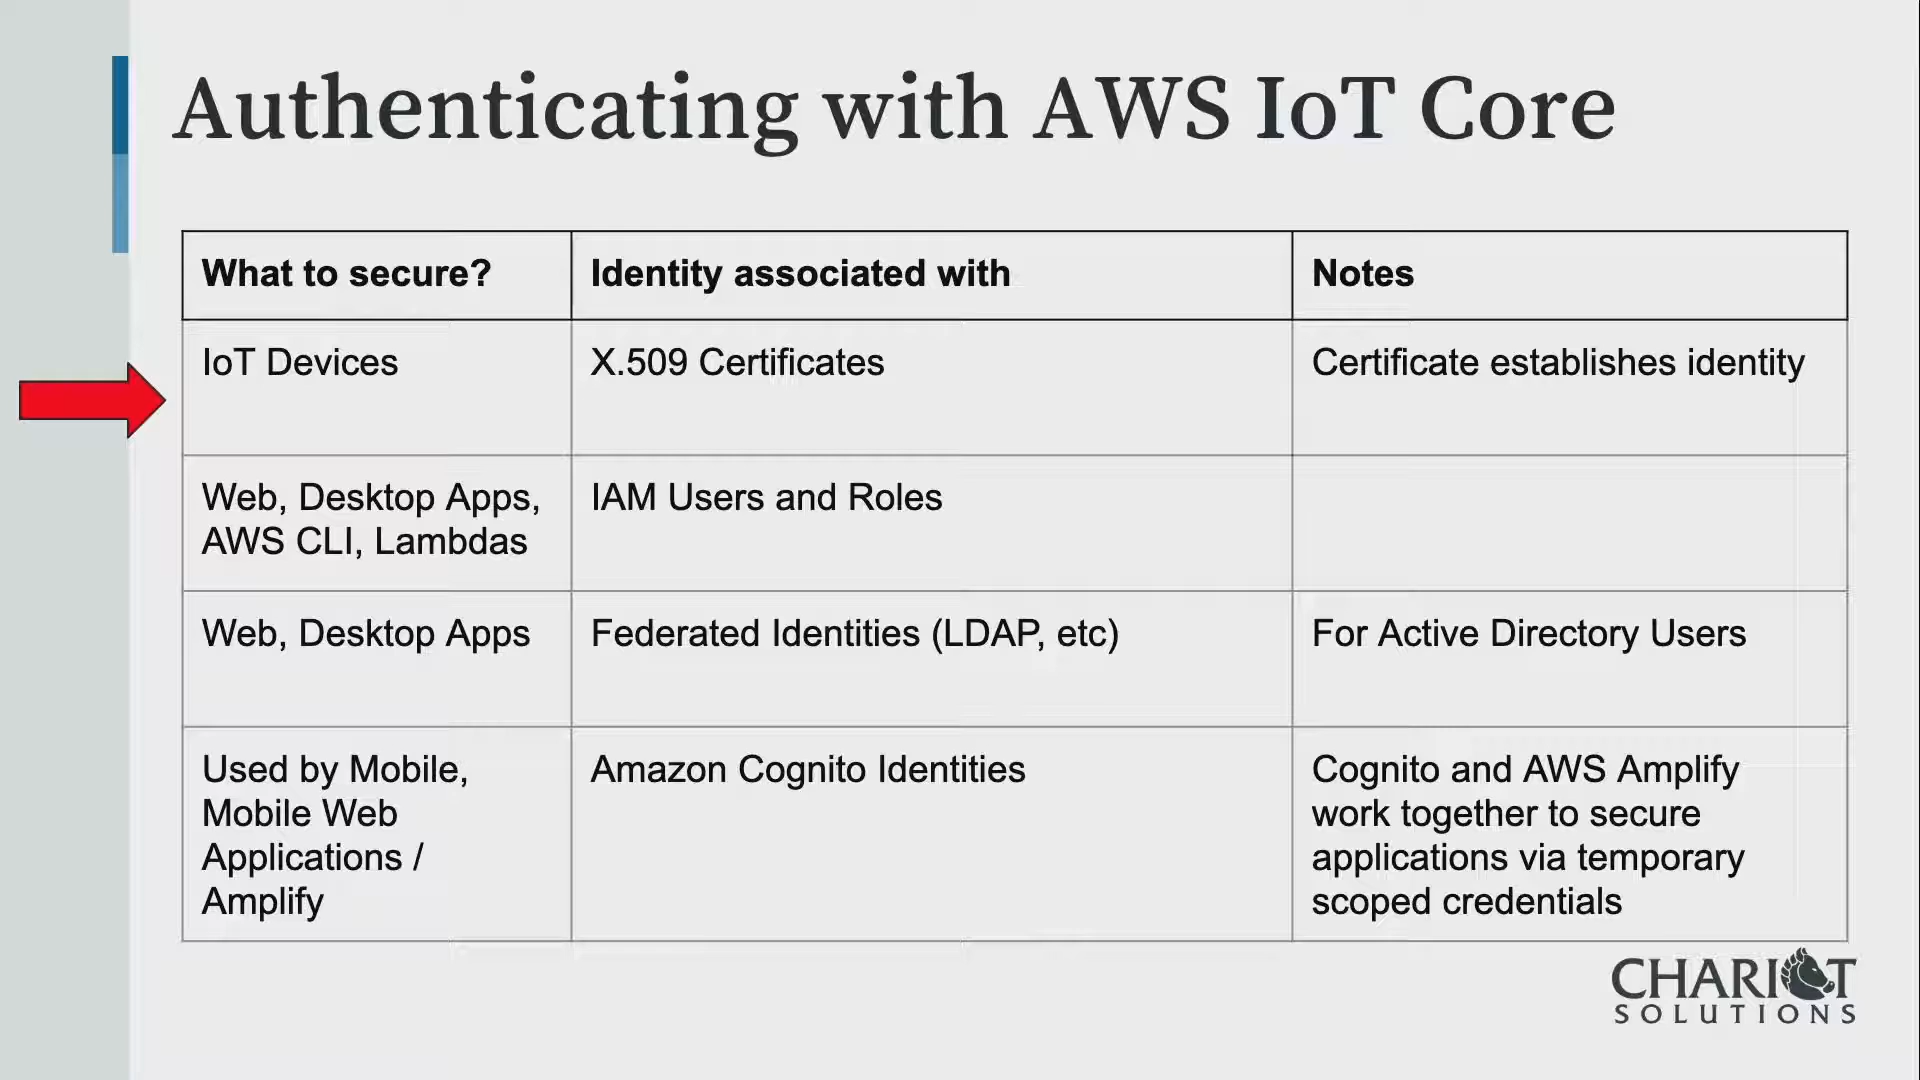 Authenticating with AWS IoT Core
What to secure?
Identity associated with
Notes
IoT Devices
X.509 Certificates
Certificate establishes identity
Web, Desktop Apps,
AWS CLI, Lambdas
IAM Users and Roles
Web, Desktop Apps
Federated Identities (LDAP, etc)
For Active Directory Users
Used by Mobile,
Mobile Web
Applications /
Amplify
Amazon Cognito Identities
Cognito and AWS Amplify
work together to secure
applications via temporary
scoped credentials
CHARIOT
SOLUTIONS